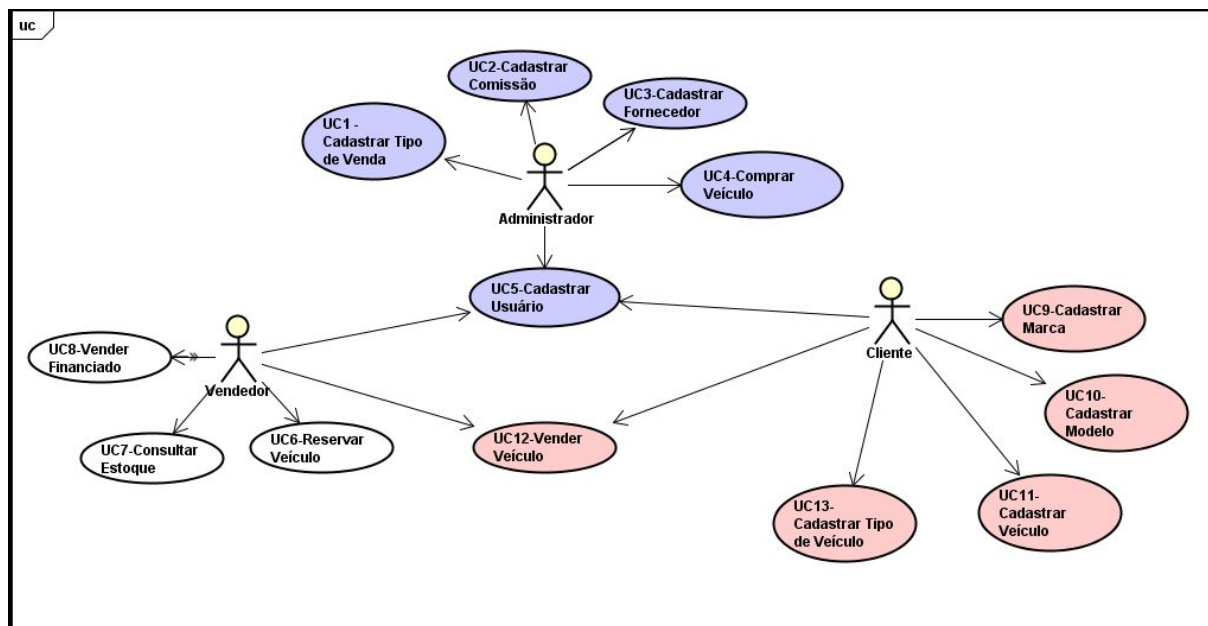 uc
UC2-Cadastrar
Comissão
UC3-Cadastrar
Fornecedor
UC1 -
Cadastrar Tipo
de Venda
UC4-Comprar
Veículo
Administrador
UC5-Cadastrar
Usuário
UC9-Cadastrar
Marca
UC8-Vender
Financiado
Cliente
Vendedor
UC10-
Cadastrar
Modelo
UC7-Consultar
Estoque
UC6-Reservar
Veículo
UC12-Vender
Veículo
UC13-
Cadastrar Tipo
de Veículo
UC11-
Cadastrar
Veículo